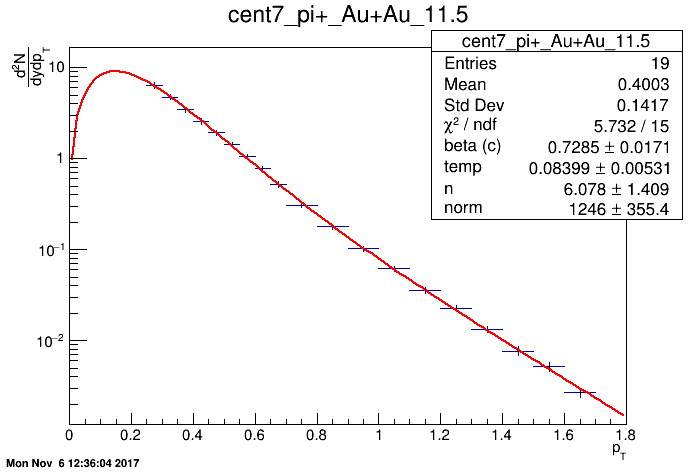 cent7_pi+_Au+Au_11.5
d²N
dydp_T
cent7_pi+_Au+Au_11.5
Entries 19
Mean 0.4003
Std Dev 0.1417
χ² / ndf 5.732 / 15
beta (c) 0.7285 ± 0.0171
temp 0.08399 ± 0.00531
n 6.078 ± 1.409
norm 1246 ± 355.4
10
1
10⁻¹
10⁻²
0 0.2 0.4 0.6 0.8 1 1.2 1.4 1.6 1.8
p_T
Mon Nov 6 12:36:04 2017